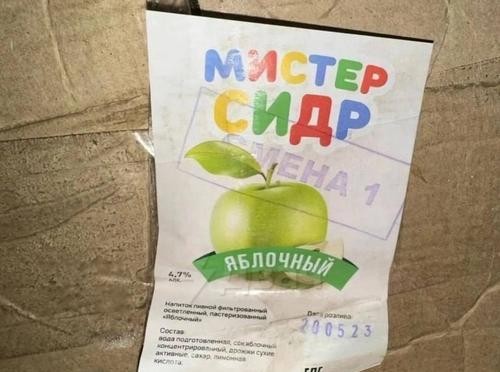 МИСТЕР
СИДР
СМЕНА 1
ЯБЛОЧНЫЙ
4,7%
АЛК.
Напиток пивной фильтрованный
осветленный, пастеризованный
«Яблочный»
Дата розлива:
200523
Состав:
вода подготовленная, сок яблочный
концентрированный, дрожжи сухие
активные, сахар, лимонная
кислота.